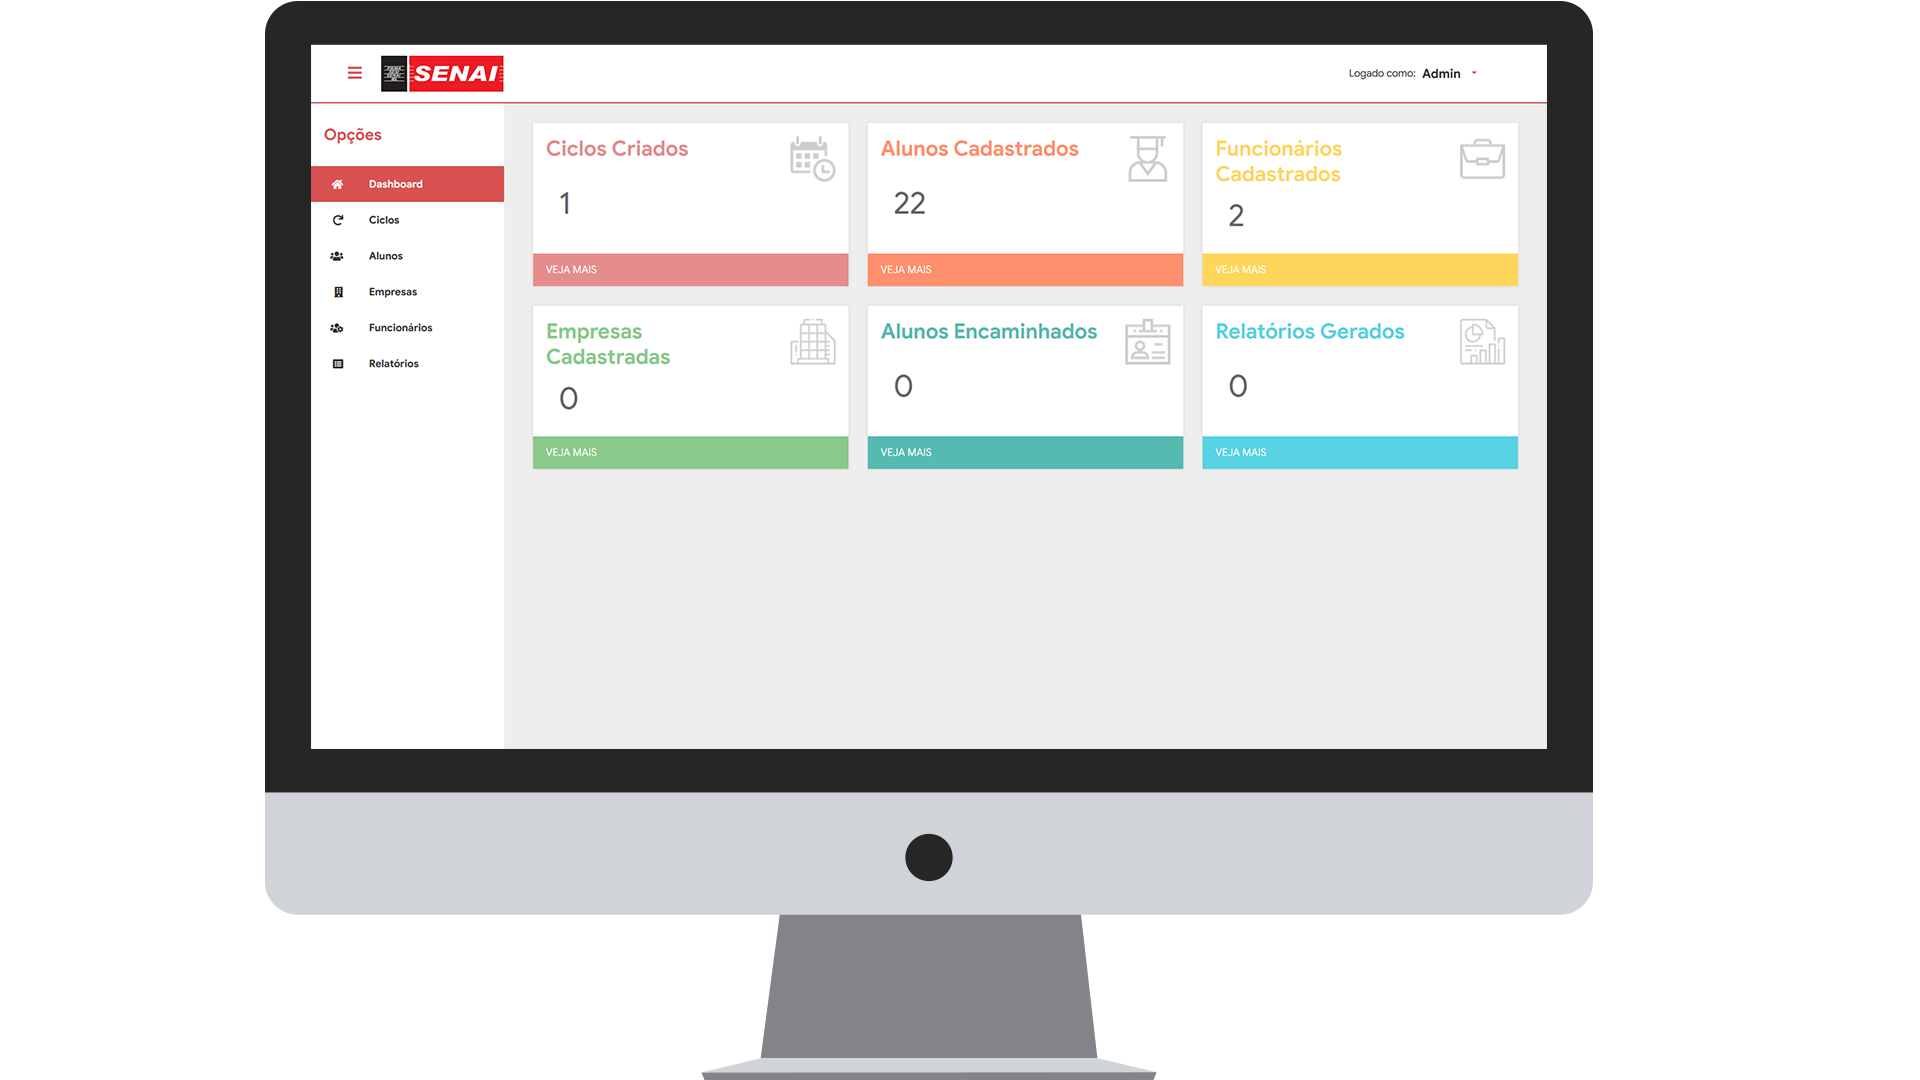 SENAI
Logado como: Admin
Opções
Dashboard
Ciclos
Alunos
Empresas
Funcionários
Relatórios
Ciclos Criados
1
VEJA MAIS
Alunos Cadastrados
22
VEJA MAIS
Funcionários
Cadastrados
2
VEJA MAIS
Empresas
Cadastradas
0
VEJA MAIS
Alunos Encaminhados
0
VEJA MAIS
Relatórios Gerados
0
VEJA MAIS